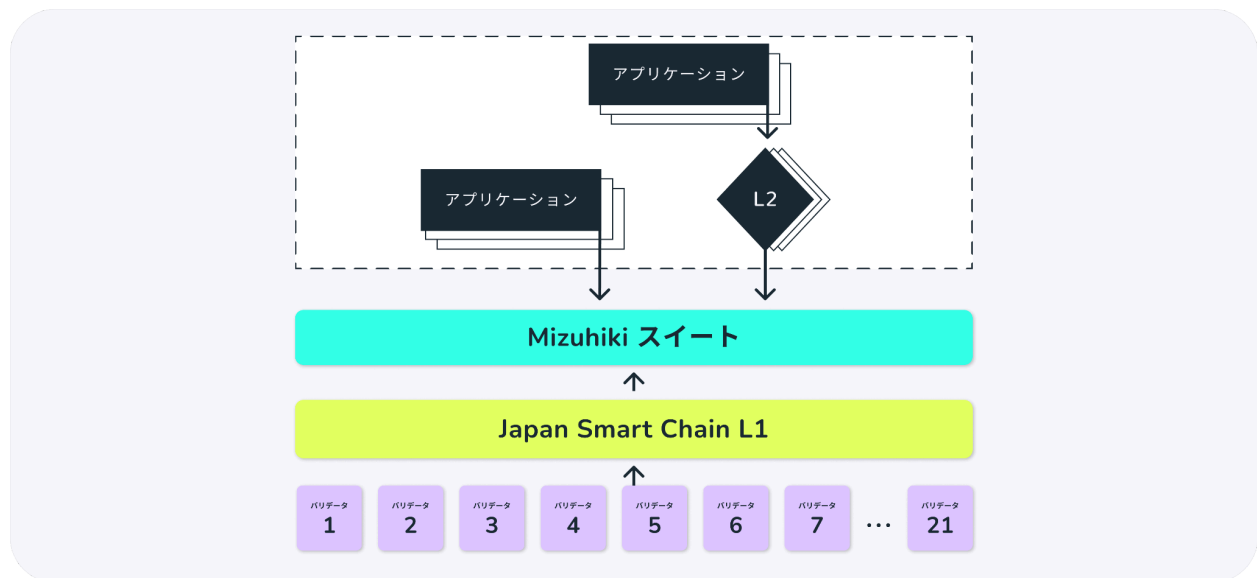 アプリケーション
アプリケーション
L2
Mizuhiki スイート
Japan Smart Chain L1
バリデータ
1
バリデータ
2
バリデータ
3
バリデータ
4
バリデータ
5
バリデータ
6
バリデータ
7
...
バリデータ
21